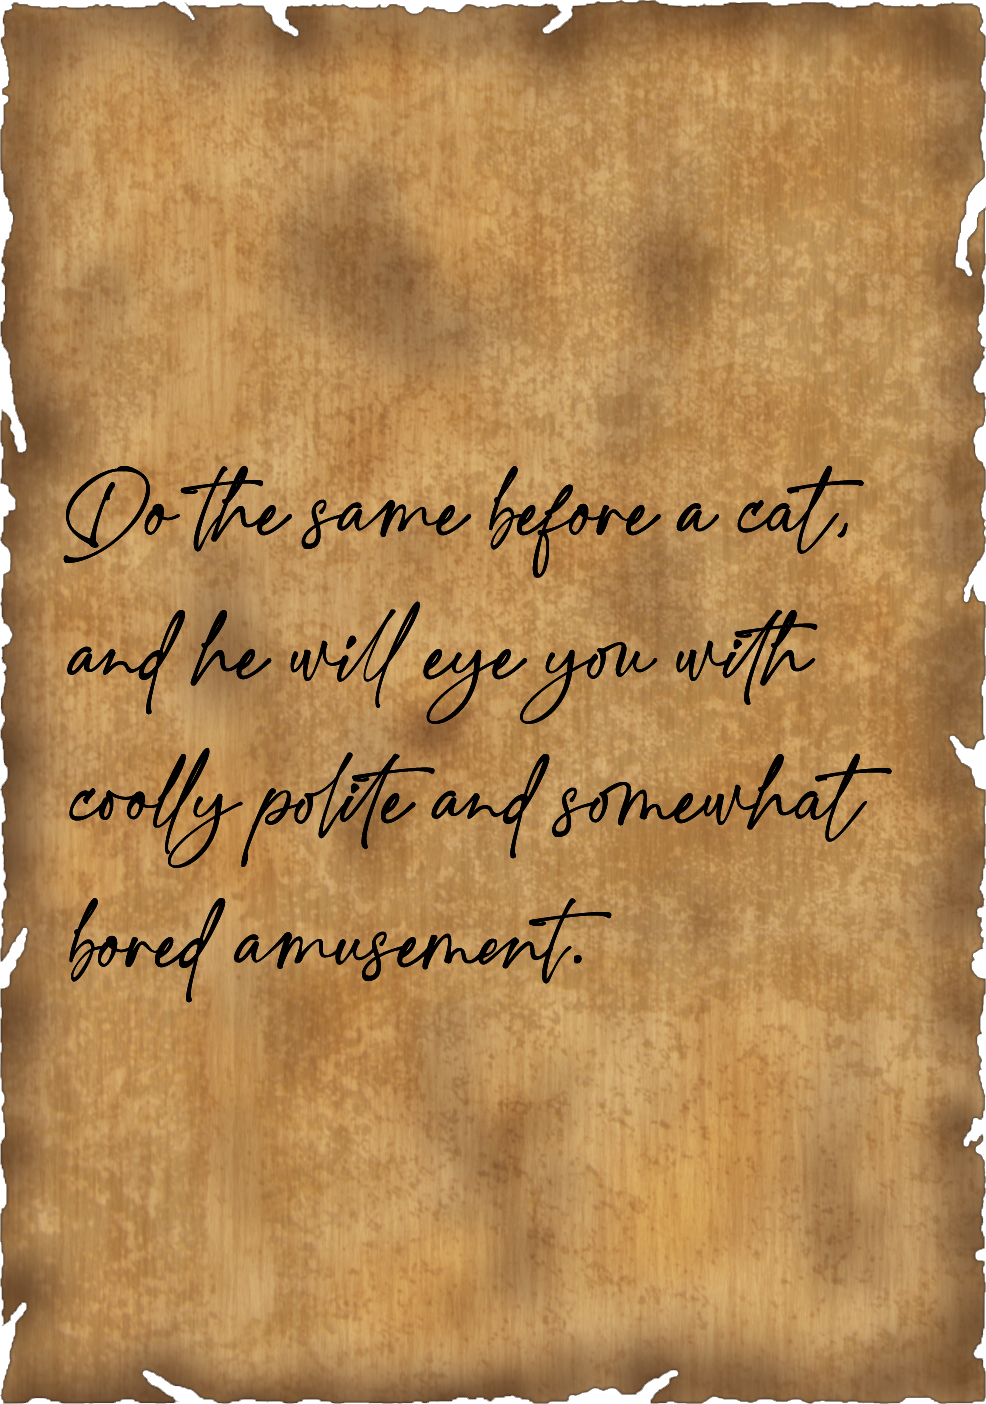 Do the same before a cat,
and he will eye you with
coolly polite and somewhat
bored amusement.